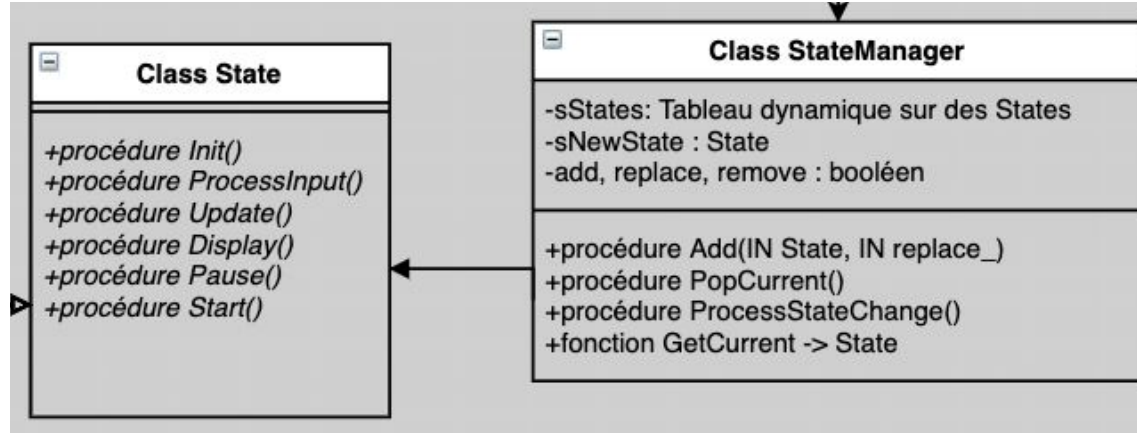 Class State
+procédure Init()
+procédure ProcessInput()
+procédure Update()
+procédure Display()
+procédure Pause()
+procédure Start()
Class StateManager
-sStates: Tableau dynamique sur des States
-sNewState : State
-add, replace, remove : booléen
+procédure Add(IN State, IN replace_)
+procédure PopCurrent()
+procédure ProcessStateChange()
+fonction GetCurrent -> State